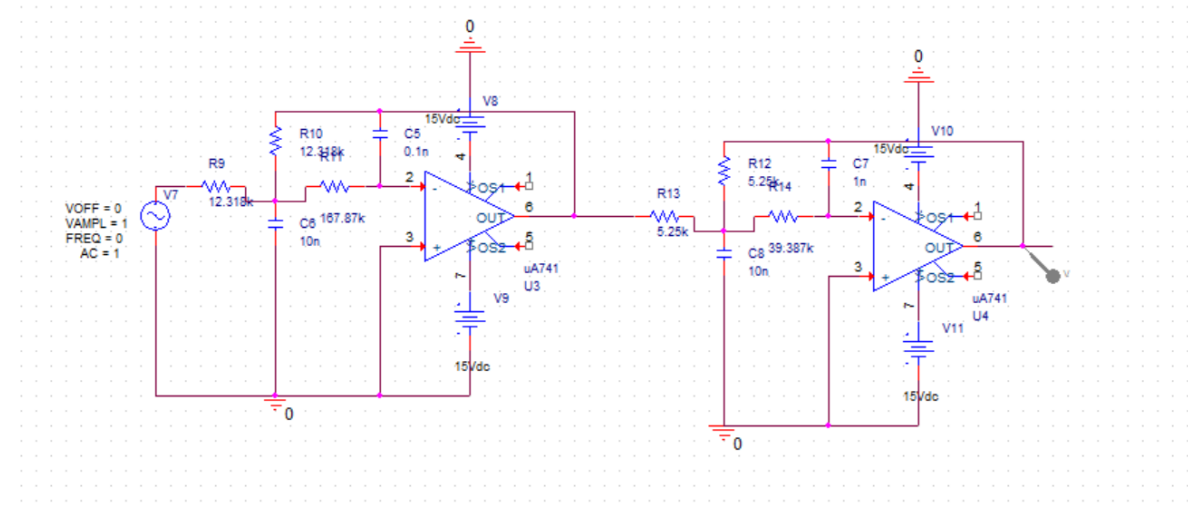 0
V8
15Vdc
R10
12.318k
C5
0.1n
R11
167.87k
R9
12.318k
V7
VOFF = 0
VAMPL = 1
FREQ = 0
AC = 1
C6
10n
4
2
-
OS1
1
OUT
6
3
+
OS2
5
7
uA741
U3
V9
15Vdc
0
0
V10
15Vdc
R12
5.25k
C7
1n
R14
39.387k
R13
5.25k
C8
10n
4
2
-
OS1
1
OUT
6
3
+
OS2
5
7
uA741
U4
V11
15Vdc
0
V